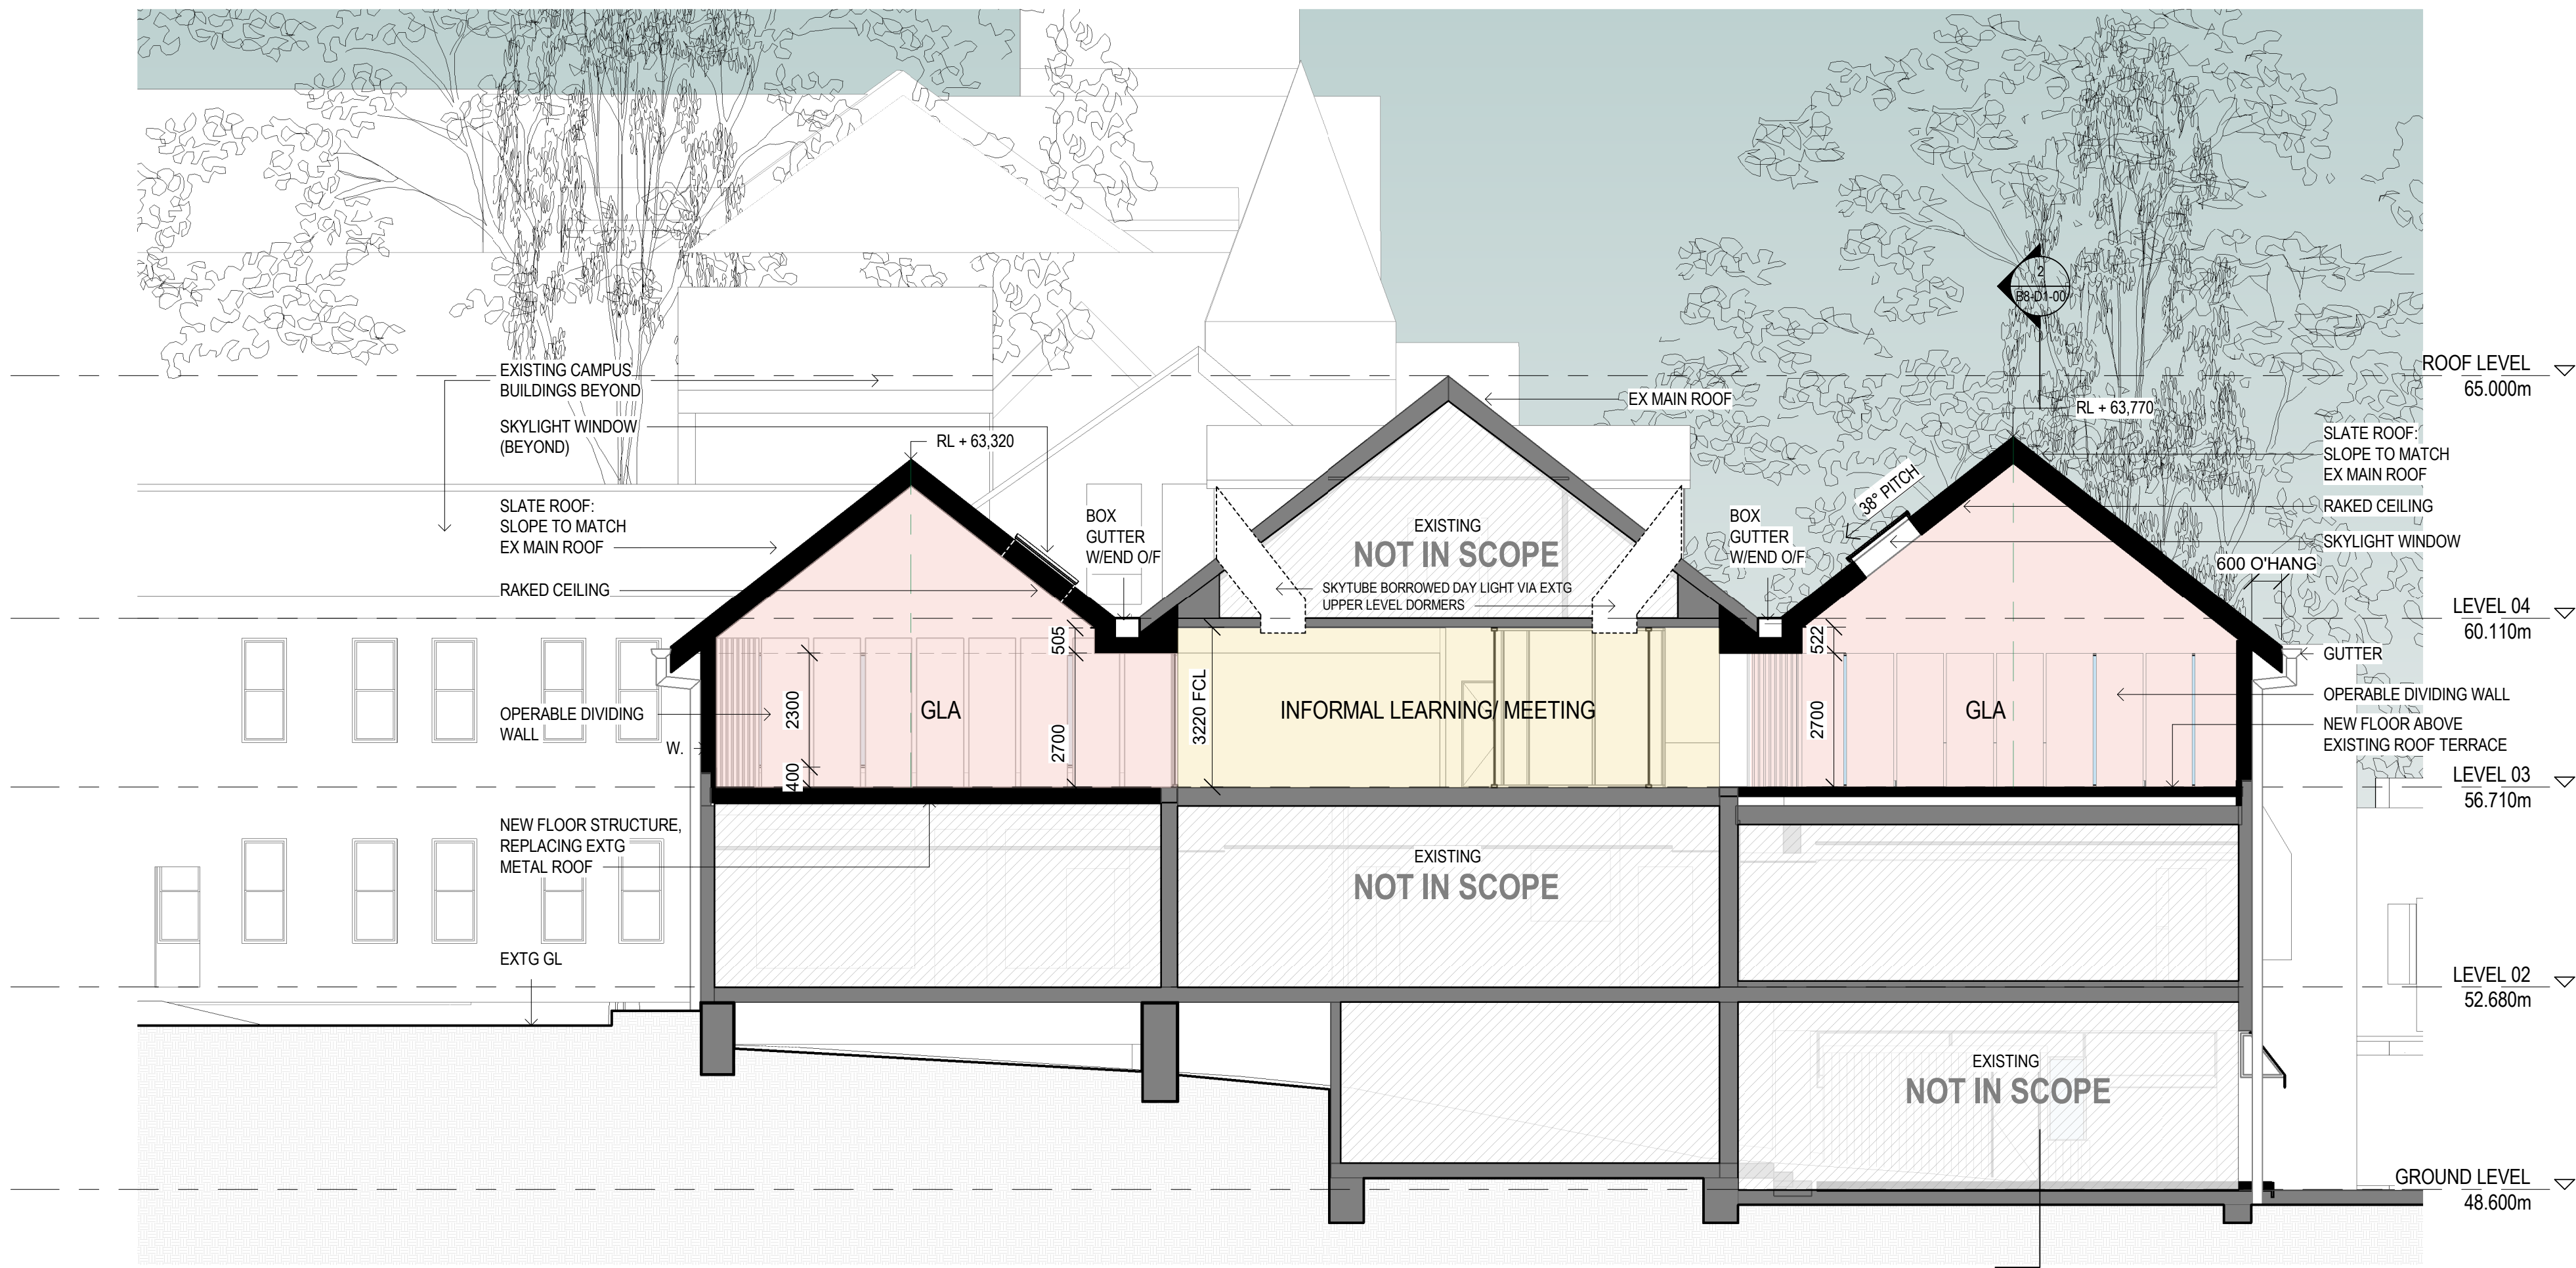 2
B8-D1-00
EXISTING CAMPUS
BUILDINGS BEYOND
ROOF LEVEL
65.000m
EX MAIN ROOF
RL + 63,770
SKYLIGHT WINDOW
(BEYOND)
RL + 63,320
SLATE ROOF:
SLOPE TO MATCH
EX MAIN ROOF
38° PITCH
SLATE ROOF:
SLOPE TO MATCH
EX MAIN ROOF
BOX
GUTTER
W/END O/F
EXISTING
NOT IN SCOPE
BOX
GUTTER
W/END O/F
RAKED CEILING
SKYLIGHT WINDOW
600 O'HANG
RAKED CEILING
SKYTUBE BORROWED DAY LIGHT VIA EXTG
UPPER LEVEL DORMERS
LEVEL 04
60.110m
505
522
GUTTER
OPERABLE DIVIDING
WALL
W.
2300
400
GLA
2700
3220 FCL
INFORMAL LEARNING/ MEETING
2700
GLA
OPERABLE DIVIDING WALL
NEW FLOOR ABOVE
EXISTING ROOF TERRACE
LEVEL 03
56.710m
NEW FLOOR STRUCTURE,
REPLACING EXTG
METAL ROOF
EXISTING
NOT IN SCOPE
EXTG GL
LEVEL 02
52.680m
EXISTING
NOT IN SCOPE
GROUND LEVEL
48.600m